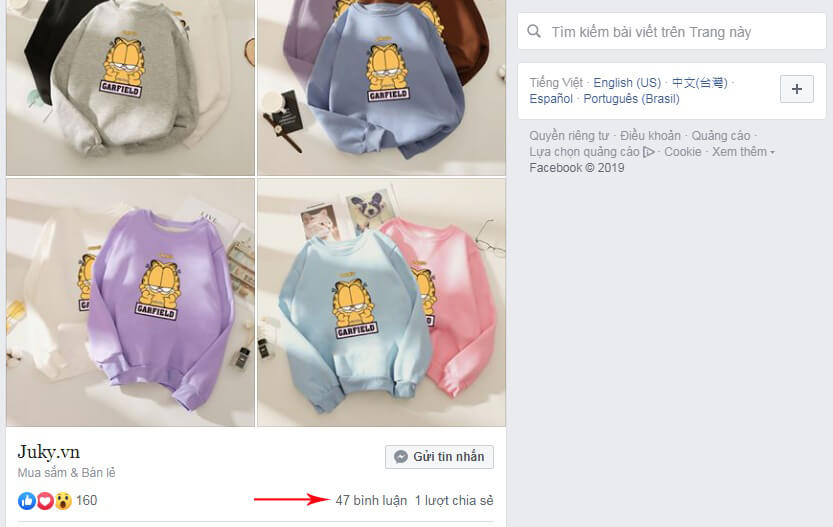 GARFIELD
GARFIELD
LIVE
GARFIELD
GARFIELD
Juky.vn
Mua sắm & Bán lẻ
Gửi tin nhắn
160
47 bình luận 1 lượt chia sẻ
Tìm kiếm bài viết trên Trang này
Tiếng Việt · English (US) · 中文(台灣) ·
Español · Português (Brasil)
Quyền riêng tư · Điều khoản · Quảng cáo ·
Lựa chọn quảng cáo · Cookie · Xem thêm
Facebook © 2019